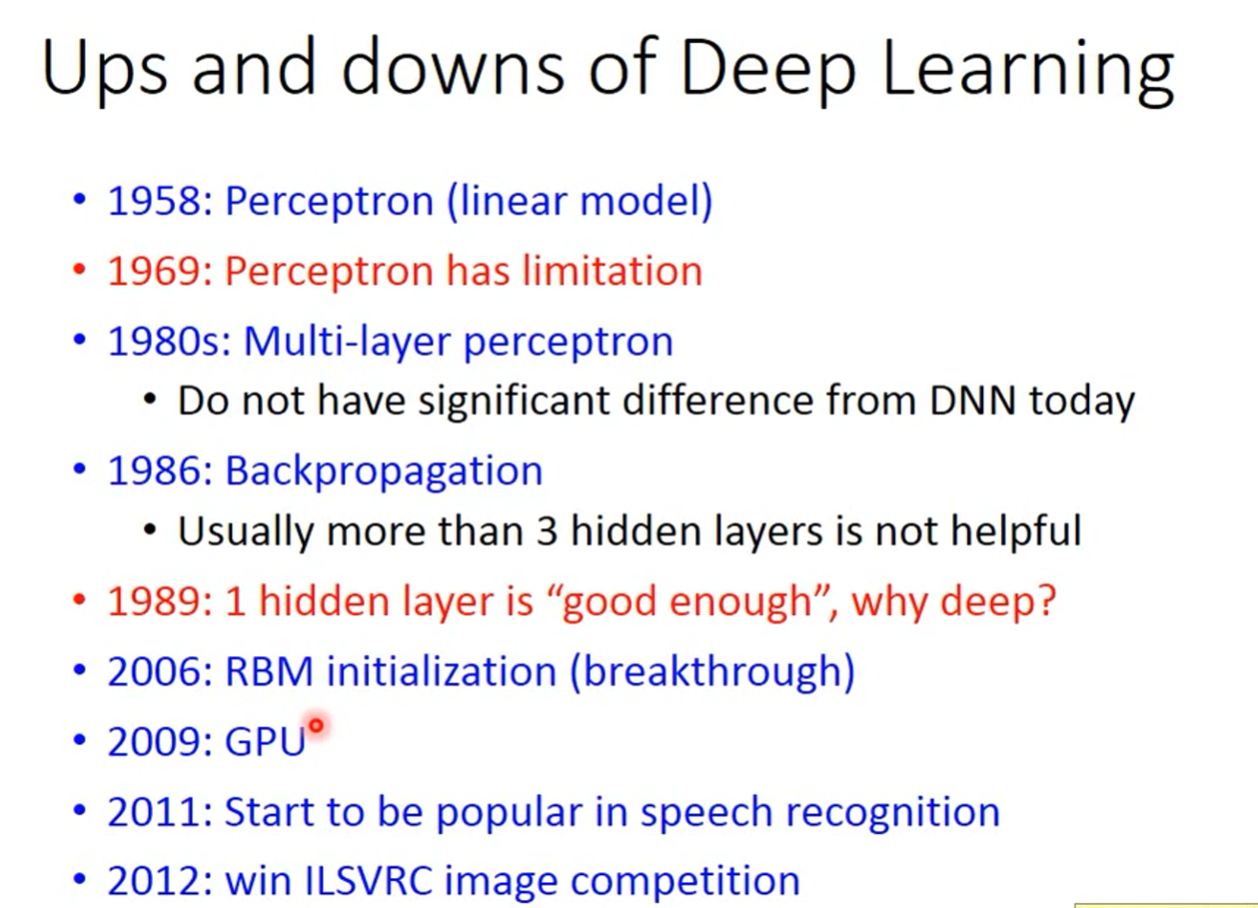 Ups and downs of Deep Learning
• 1958: Perceptron (linear model)
• 1969: Perceptron has limitation
• 1980s: Multi-layer perceptron
• Do not have significant difference from DNN today
• 1986: Backpropagation
• Usually more than 3 hidden layers is not helpful
• 1989: 1 hidden layer is “good enough”, why deep?
• 2006: RBM initialization (breakthrough)
• 2009: GPU
• 2011: Start to be popular in speech recognition
• 2012: win ILSVRC image competition